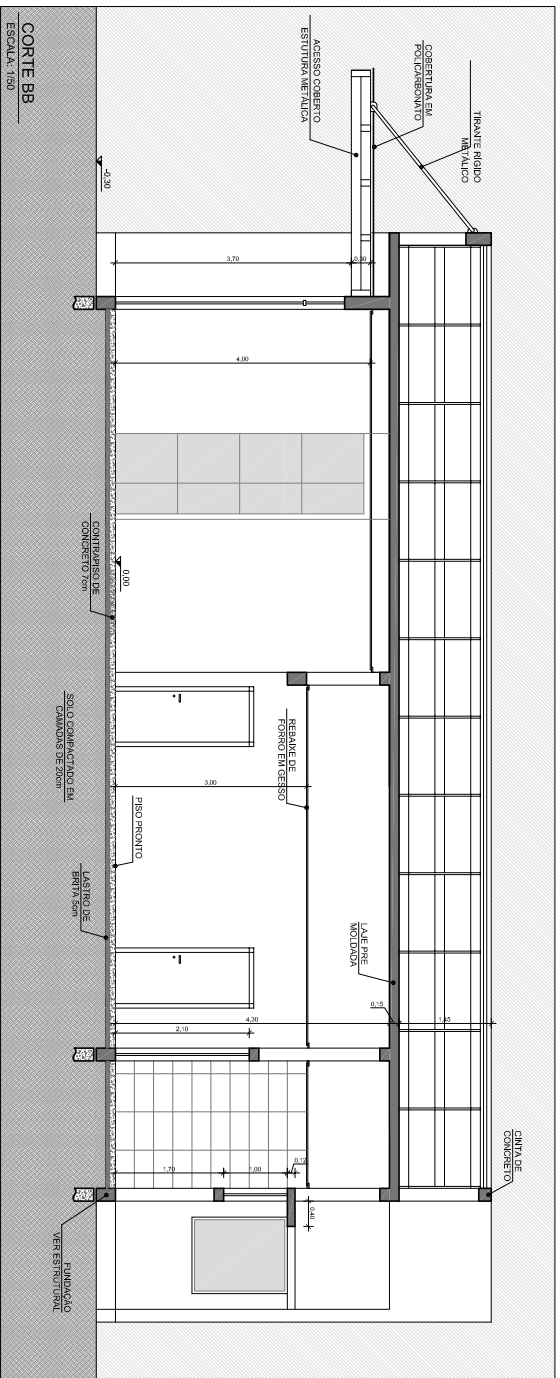 TIRANTE RÍGIDO
METÁLICO
COBERTURA EM
POLICARBONATO
ACESSO COBERTO
ESTUTURA METÁLICA
CINTA DE
CONCRETO
1,45
0,15
LAJE PRE
MOLDADA
REBAIXE DE
FORRO EM GESSO
0,30
3,70
4,00
3,00
4,30
2,10
0,12
0,40
1,00
1,70
0,00
-0,30
PISO PRONTO
CONTRAPISO DE
CONCRETO 7cm
SOLO COMPACTADO EM
CAMADAS DE 20cm
LASTRO DE
BRITA 5cm
FUNDAÇÃO
VER ESTRUTURAL
CORTE BB
ESCALA: 1/50